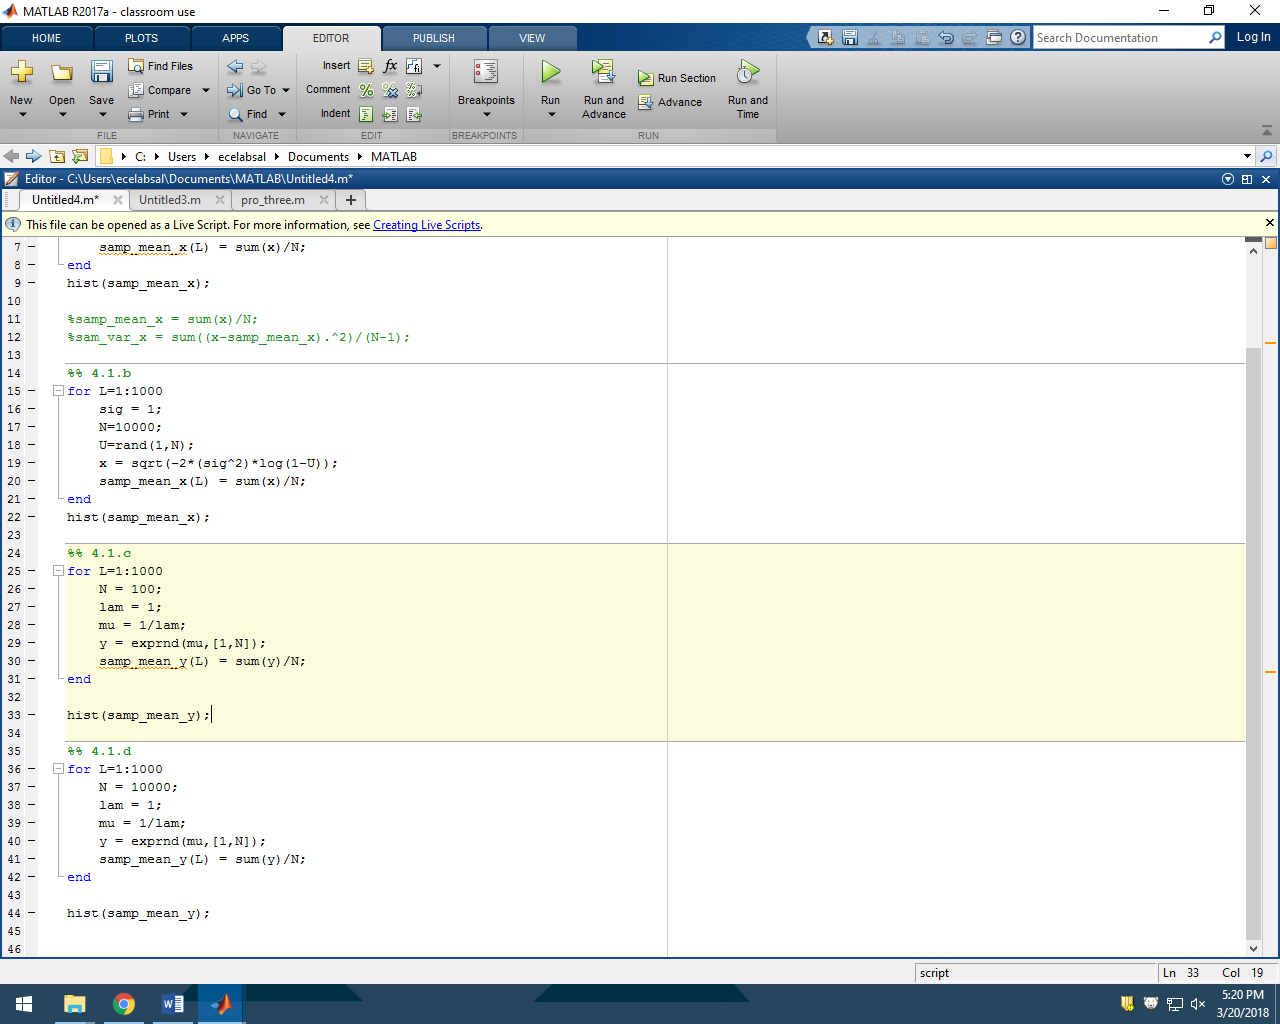 MATLAB R2017a - classroom use
HOME PLOTS APPS EDITOR PUBLISH VIEW
Search Documentation
Log In
New Open Save
Find Files
Compare
Print
FILE
Go To
Find
NAVIGATE
Insert fx
Comment
Indent
EDIT
Breakpoints
BREAKPOINTS
Run
Run and Advance
Run Section
Advance
Run and Time
RUN
C: Users ecelabsal Documents MATLAB
Editor - C:\Users\ecelabsal\Documents\MATLAB\Untitled4.m*
Untitled4.m* Untitled3.m pro_three.m
This file can be opened as a Live Script. For more information, see Creating Live Scripts.
7 samp_mean_x(L) = sum(x)/N;
8 end
9 hist(samp_mean_x);
10
11 %samp_mean_x = sum(x)/N;
12 %sam_var_x = sum((x-samp_mean_x).^2)/(N-1);
13
14 %% 4.1.b
15 for L=1:1000
16 sig = 1;
17 N=10000;
18 U=rand(1,N);
19 x = sqrt(-2*(sig^2)*log(1-U));
20 samp_mean_x(L) = sum(x)/N;
21 end
22 hist(samp_mean_x);
23
24 %% 4.1.c
25 for L=1:1000
26 N = 100;
27 lam = 1;
28 mu = 1/lam;
29 y = exprnd(mu,[1,N]);
30 samp_mean_y(L) = sum(y)/N;
31 end
32
33 hist(samp_mean_y);
34
35 %% 4.1.d
36 for L=1:1000
37 N = 10000;
38 lam = 1;
39 mu = 1/lam;
40 y = exprnd(mu,[1,N]);
41 samp_mean_y(L) = sum(y)/N;
42 end
43
44 hist(samp_mean_y);
45
46
script
Ln 33 Col 19
5:20 PM
3/20/2018